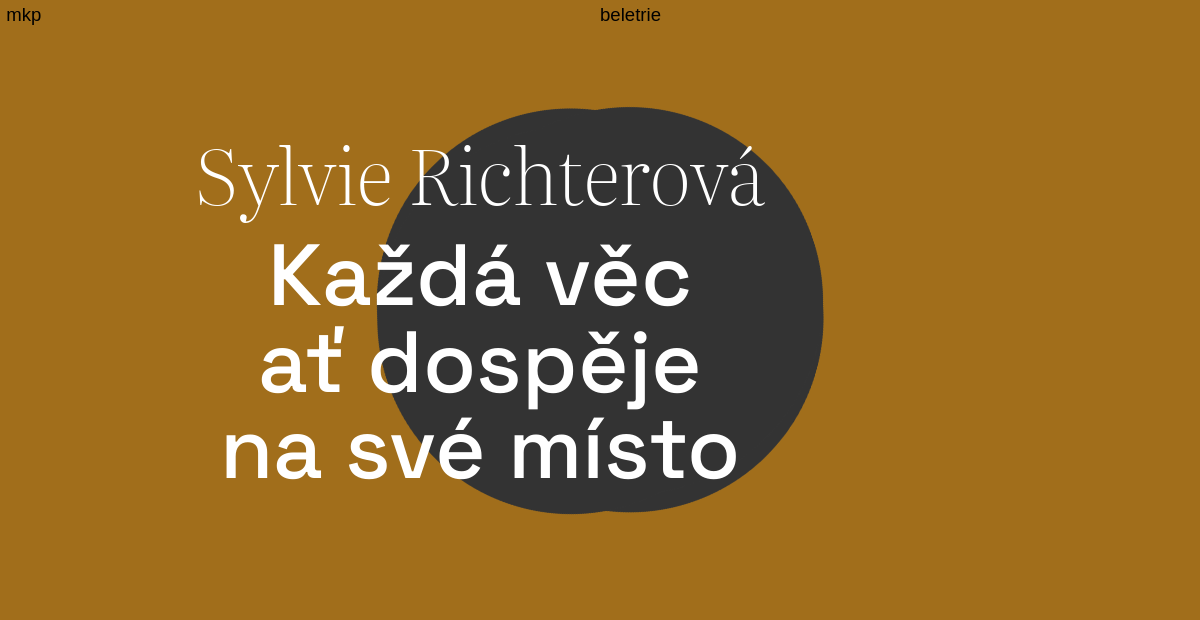 mkp
beletrie
Sylvie Richterová
Každá věc
ať dospěje
na své místo